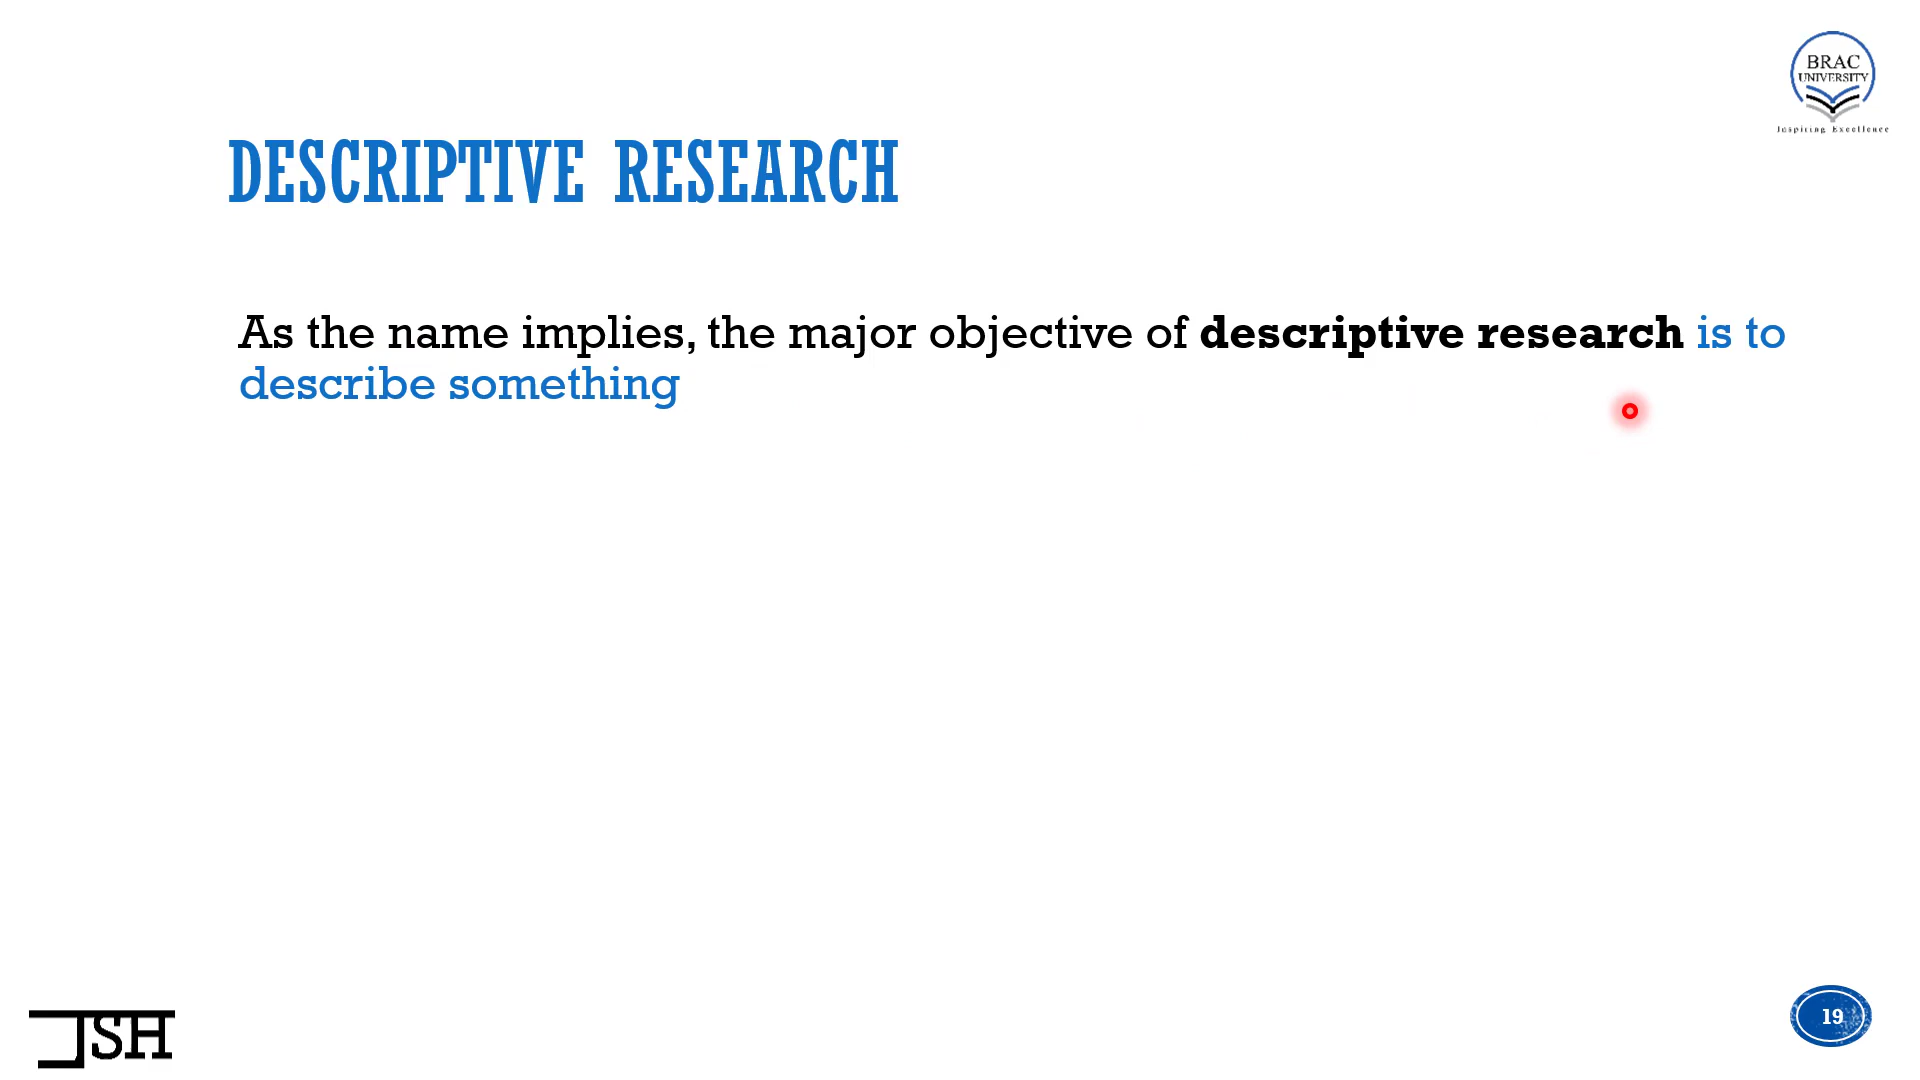 BRAC
UNIVERSITY
Inspiring Excellence
DESCRIPTIVE RESEARCH
As the name implies, the major objective of descriptive research is to
describe something
JSH
19